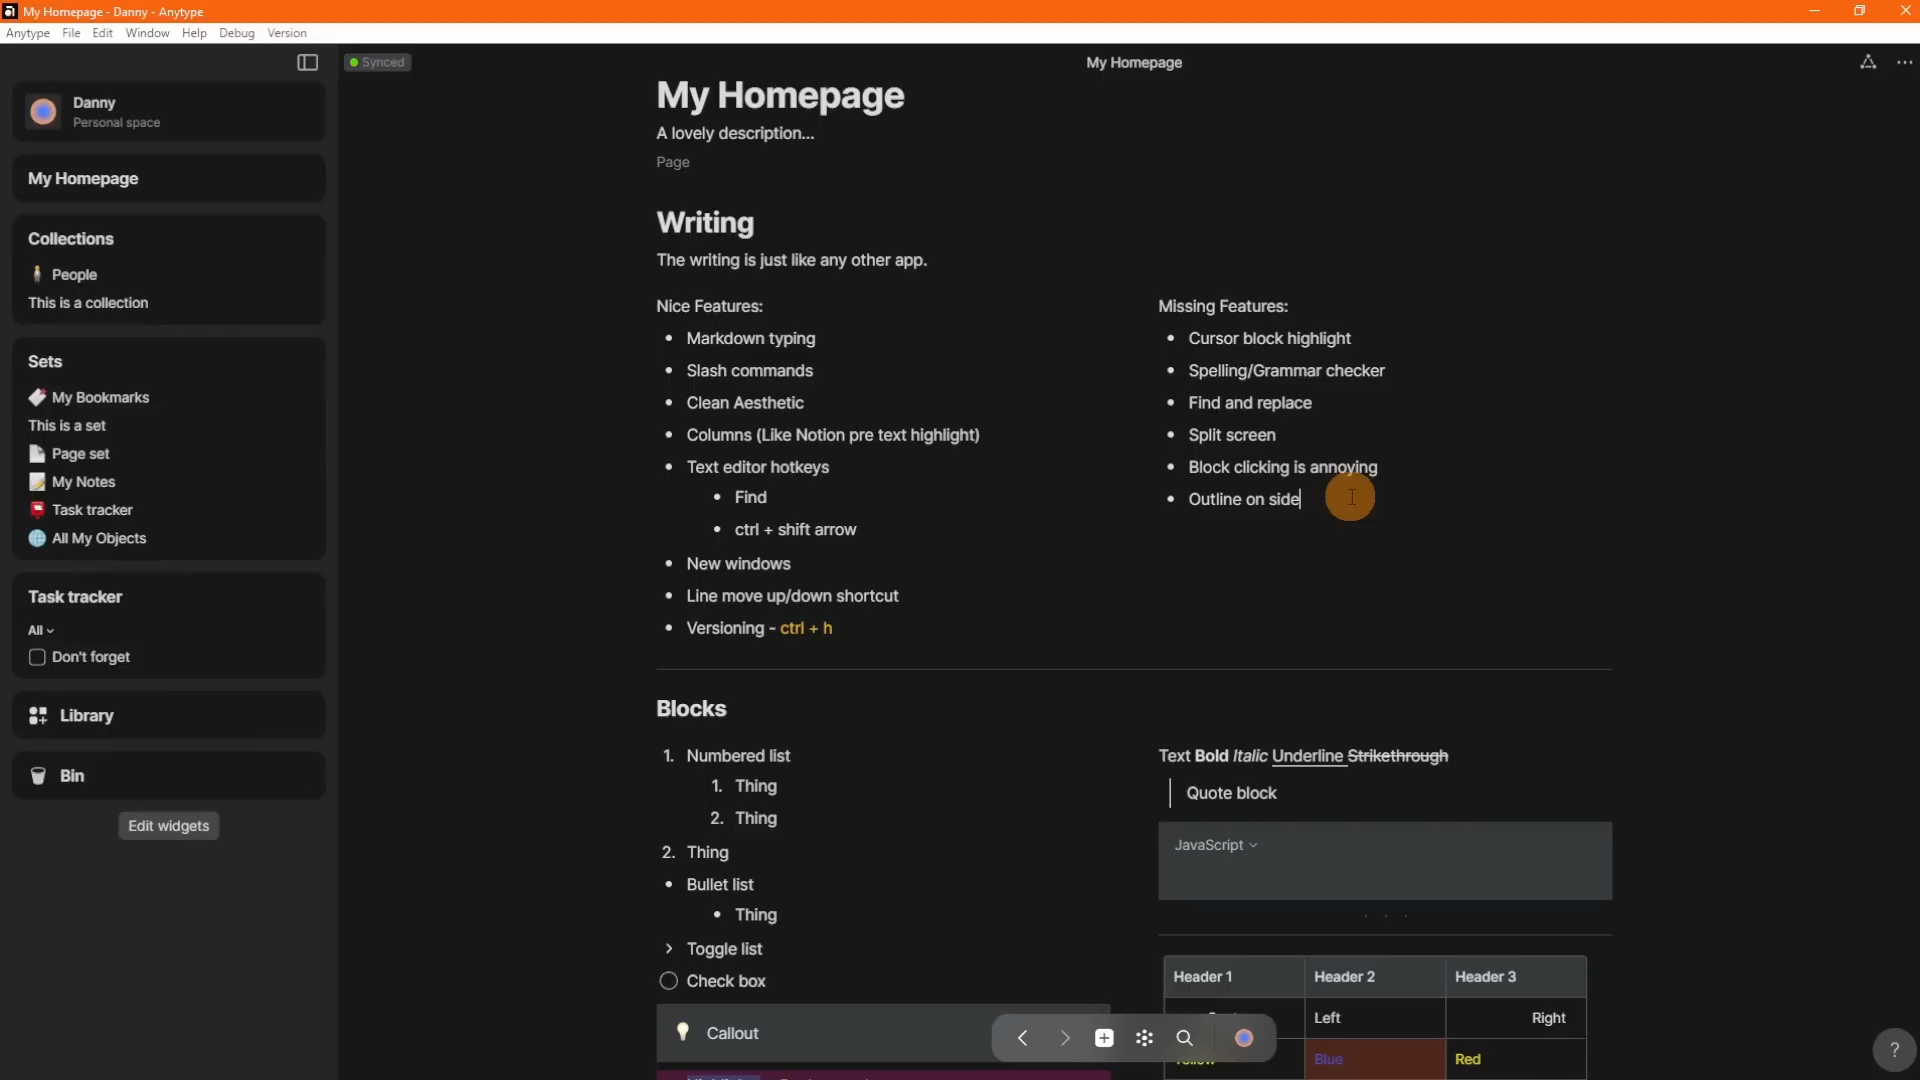 My Homepage - Danny - Anytype
Anytype File Edit Window Help Debug Version
Synced
My Homepage
Danny
Personal space
My Homepage
Collections
People
This is a collection
Sets
My Bookmarks
This is a set
Page set
My Notes
Task tracker
All My Objects
Task tracker
All
Don't forget
Library
Bin
Edit widgets
My Homepage
A lovely description...
Page
Writing
The writing is just like any other app.
Nice Features:
• Markdown typing
• Slash commands
• Clean Aesthetic
• Columns (Like Notion pre text highlight)
• Text editor hotkeys
• Find
• ctrl + shift arrow
• New windows
• Line move up/down shortcut
• Versioning - ctrl + h
Missing Features:
• Cursor block highlight
• Spelling/Grammar checker
• Find and replace
• Split screen
• Block clicking is annoying
• Outline on side
Blocks
1. Numbered list
1. Thing
2. Thing
2. Thing
• Bullet list
• Thing
Toggle list
Check box
Callout
Text Bold Italic Underline Strikethrough
Quote block
JavaScript
Header 1 Header 2 Header 3
Left Right
Blue Red
?